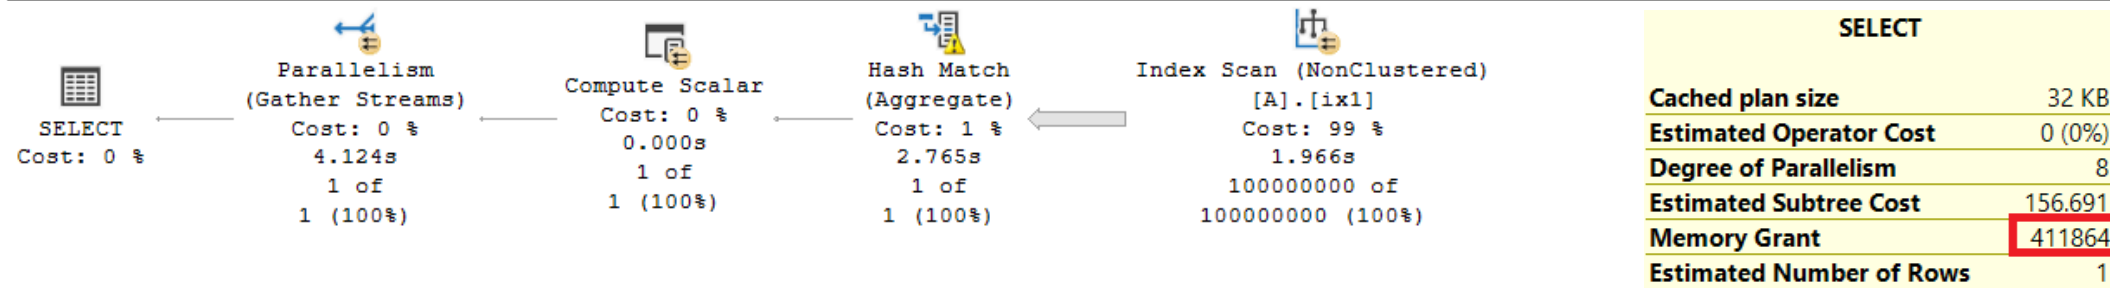 SELECT
Cost: 0 %
Parallelism
(Gather Streams)
Cost: 0 %
4.124s
1 of
1 (100%)
Compute Scalar
Cost: 0 %
0.000s
1 of
1 (100%)
Hash Match
(Aggregate)
Cost: 1 %
2.765s
1 of
1 (100%)
Index Scan (NonClustered)
[A].[ix1]
Cost: 99 %
1.966s
100000000 of
100000000 (100%)
SELECT
Cached plan size 32 KB
Estimated Operator Cost 0 (0%)
Degree of Parallelism 8
Estimated Subtree Cost 156.691
Memory Grant 411864
Estimated Number of Rows 1